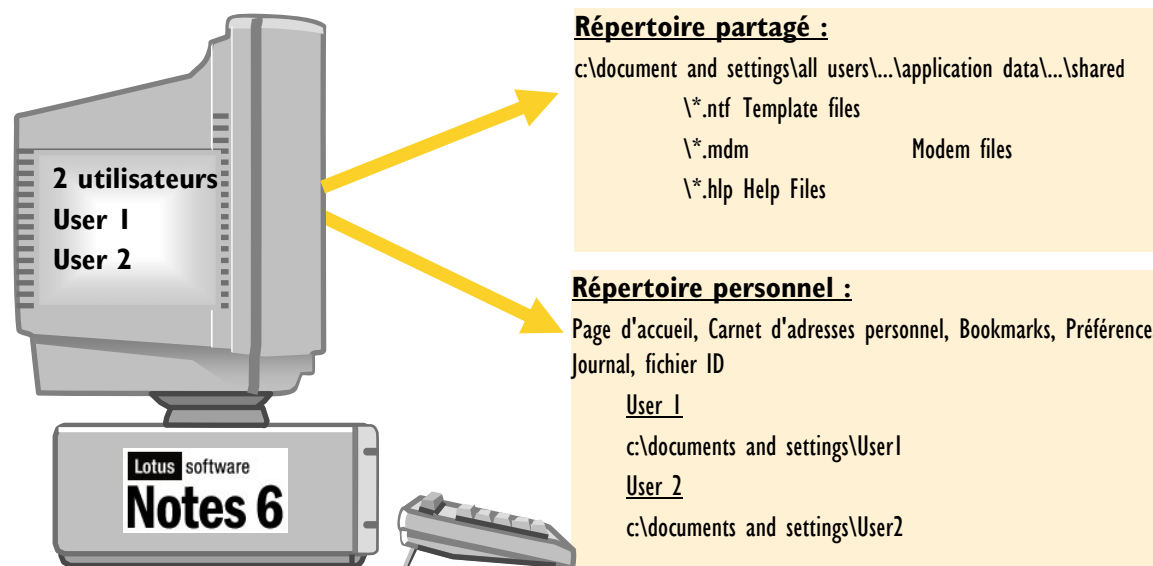 2 utilisateurs
User 1
User 2
Lotus software
Notes 6
Répertoire partagé :
c:\document and settings\all users\...\application data\...\shared
\*.ntf Template files
\*.mdm Modem files
\*.hlp Help Files
Répertoire personnel :
Page d'accueil, Carnet d'adresses personnel, Bookmarks, Préférence
Journal, fichier ID
User 1
c:\documents and settings\User1
User 2
c:\documents and settings\User2